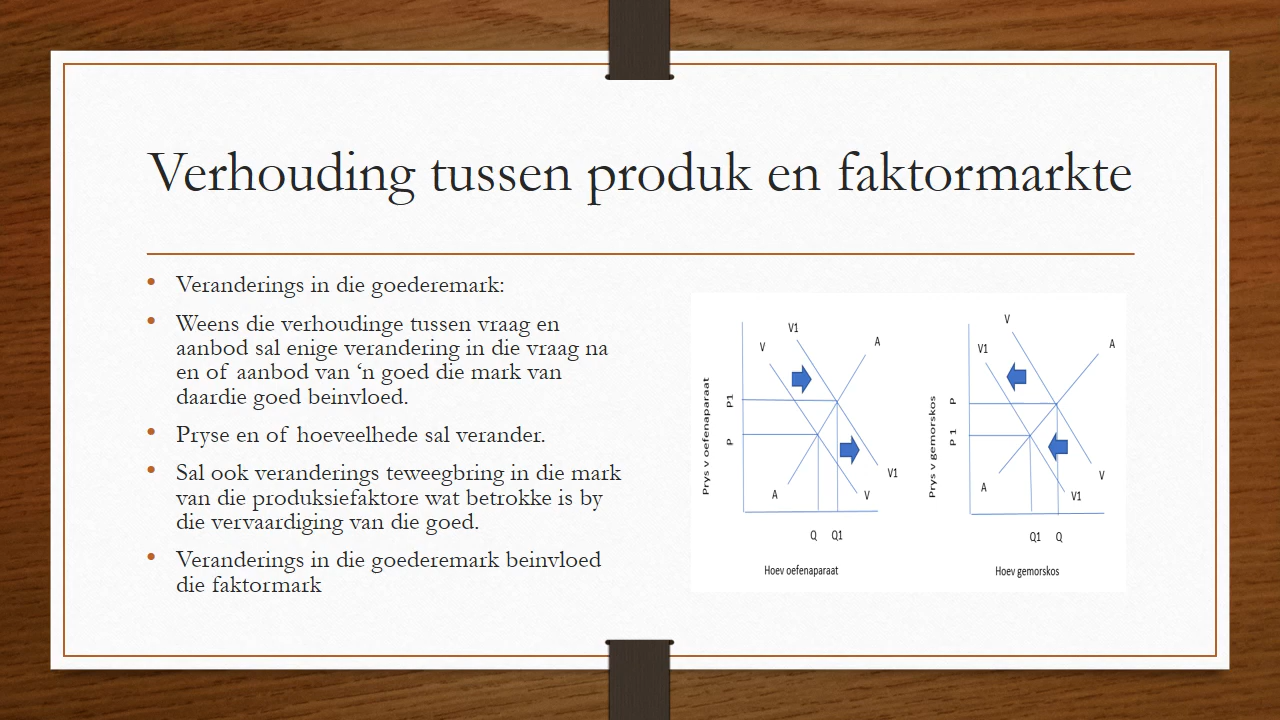 Verhouding tussen produk en faktormarkte
• Veranderings in die goederemark:
• Weens die verhoudinge tussen vraag en
aanbod sal enige verandering in die vraag na
en of aanbod van ‘n goed die mark van
daardie goed beinvloed.
• Pryse en of hoeveelhede sal verander.
• Sal ook veranderings teweegbring in die mark
van die produksiefaktore wat betrokke is by
die vervaardiging van die goed.
• Veranderings in die goederemark beinvloed
die faktormark
Prys v oefenaparaat
P1
P
V
V1
A
A
V
V1
Q Q1
Hoev oefenaparaat
Prys v gemorskos
P
P 1
V
V1
A
A
V
V1
Q1 Q
Hoev gemorskos